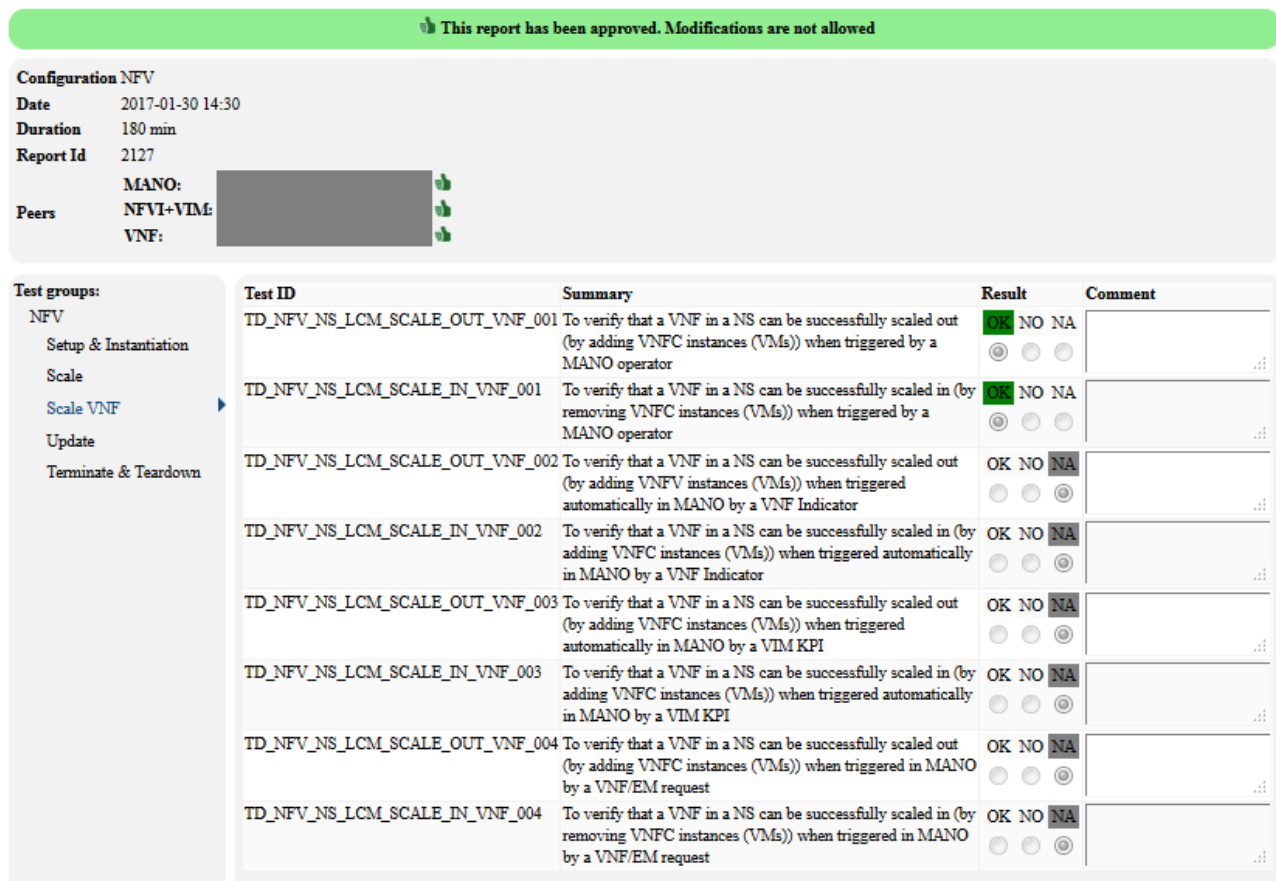 This report has been approved. Modifications are not allowed
Configuration NFV
Date 2017-01-30 14:30
Duration 180 min
Report Id 2127
Peers
MANO:
NFVI+VIM:
VNF:
Test groups:
NFV
Setup & Instantiation
Scale
Scale VNF
Update
Terminate & Teardown
Test ID Summary Result Comment
TD_NFV_NS_LCM_SCALE_OUT_VNF_001 To verify that a VNF in a NS can be successfully scaled out OK NO NA
(by adding VNFC instances (VMs)) when triggered by a
MANO operator
TD_NFV_NS_LCM_SCALE_IN_VNF_001 To verify that a VNF in a NS can be successfully scaled in (by OK NO NA
removing VNFC instances (VMs)) when triggered by a
MANO operator
TD_NFV_NS_LCM_SCALE_OUT_VNF_002 To verify that a VNF in a NS can be successfully scaled out OK NO NA
(by adding VNFV instances (VMs)) when triggered
automatically in MANO by a VNF Indicator
TD_NFV_NS_LCM_SCALE_IN_VNF_002 To verify that a VNF in a NS can be successfully scaled in (by OK NO NA
adding VNFC instances (VMs)) when triggered automatically
in MANO by a VNF Indicator
TD_NFV_NS_LCM_SCALE_OUT_VNF_003 To verify that a VNF in a NS can be successfully scaled out OK NO NA
(by adding VNFC instances (VMs)) when triggered
automatically in MANO by a VIM KPI
TD_NFV_NS_LCM_SCALE_IN_VNF_003 To verify that a VNF in a NS can be successfully scaled in (by OK NO NA
adding VNFC instances (VMs)) when triggered automatically
in MANO by a VIM KPI
TD_NFV_NS_LCM_SCALE_OUT_VNF_004 To verify that a VNF in a NS can be successfully scaled out OK NO NA
(by adding VNFC instances (VMs)) when triggered in MANO
by a VNF/EM request
TD_NFV_NS_LCM_SCALE_IN_VNF_004 To verify that a VNF in a NS can be successfully scaled in (by OK NO NA
removing VNFC instances (VMs)) when triggered in MANO
by a VNF/EM request